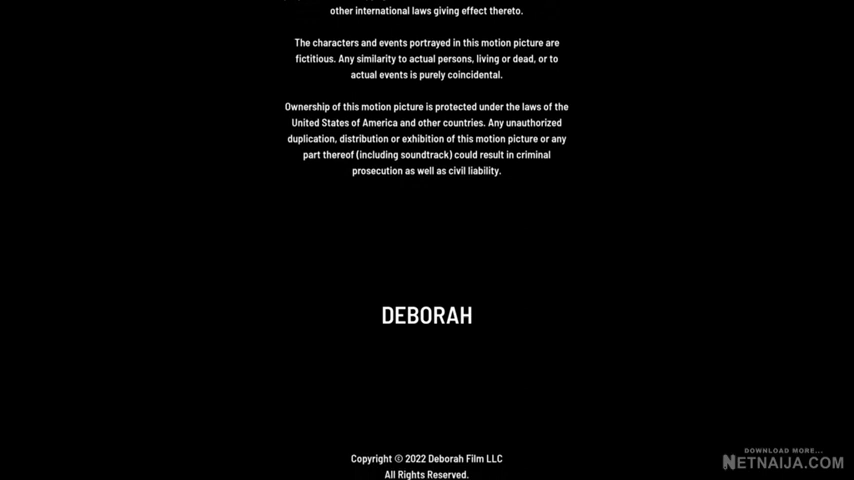 other international laws giving effect thereto.
The characters and events portrayed in this motion picture are
fictitious. Any similarity to actual persons, living or dead, or to
actual events is purely coincidental.
Ownership of this motion picture is protected under the laws of the
United States of America and other countries. Any unauthorized
duplication, distribution or exhibition of this motion picture or any
part thereof (including soundtrack) could result in criminal
prosecution as well as civil liability.
DEBORAH
Copyright © 2022 Deborah Film LLC
All Rights Reserved.
DOWNLOAD MORE...
NETNAIJA.COM